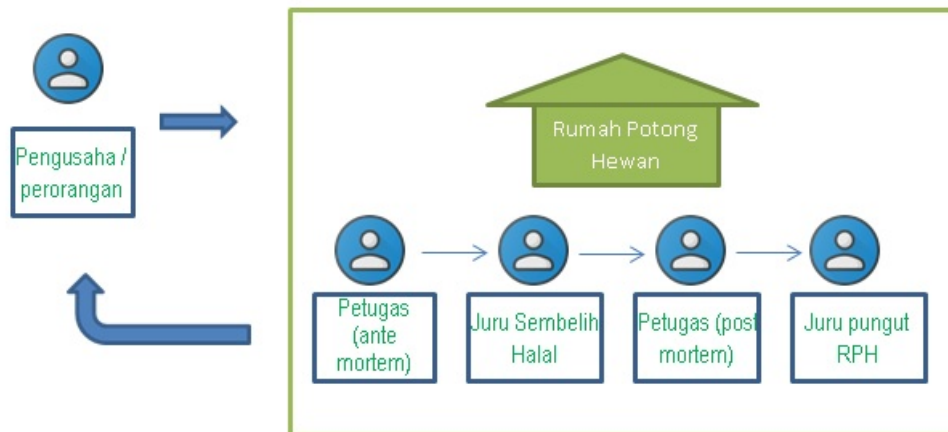 Pengusaha /
perorangan
Rumah Potong
Hewan
Petugas
(ante
mortem)
Juru Sembelih
Halal
Petugas (post
mortem)
Juru pungut
RPH